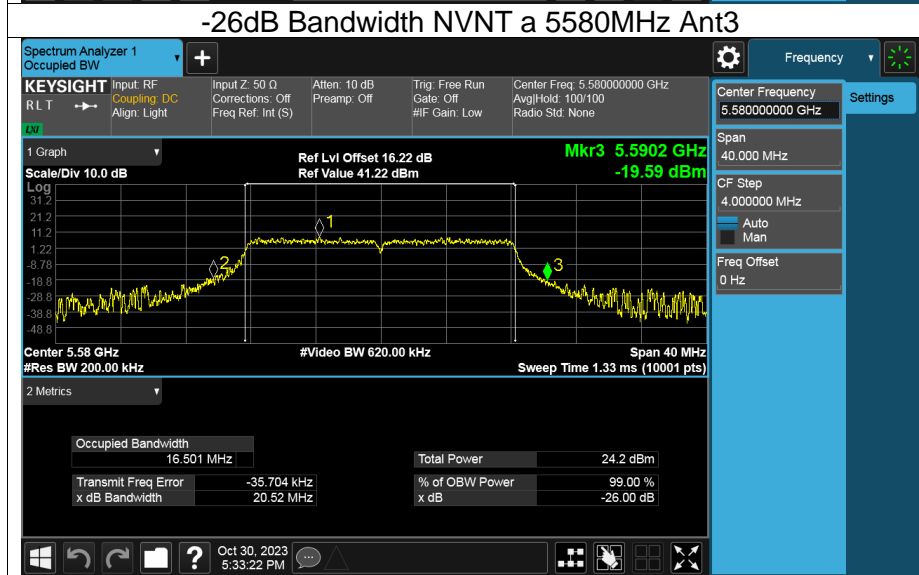 -26dB Bandwidth NVNT a 5580MHz Ant3
Spectrum Analyzer 1
Occupied BW
+
Frequency
KEYSIGHT
R L T
LXI
Input: RF
Coupling: DC
Align: Light
Input Z: 50 Ω
Corrections: Off
Freq Ref: Int (S)
Atten: 10 dB
Preamp: Off
Trig: Free Run
Gate: Off
#IF Gain: Low
Center Freq: 5.580000000 GHz
Avg|Hold: 100/100
Radio Std: None
Center Frequency
5.580000000 GHz
Settings
Span
40.000 MHz
CF Step
4.000000 MHz
Auto
Man
Freq Offset
0 Hz
1 Graph
Scale/Div 10.0 dB
Ref Lvl Offset 16.22 dB
Ref Value 41.22 dBm
Mkr3 5.5902 GHz
-19.59 dBm
Log
31.2
21.2
11.2
1.22
-8.78
-18.8
-28.8
-38.8
-48.8
1
2
3
Center 5.58 GHz
#Video BW 620.00 kHz
Span 40 MHz
#Res BW 200.00 kHz
Sweep Time 1.33 ms (10001 pts)
2 Metrics
Occupied Bandwidth
16.501 MHz
Total Power 24.2 dBm
Transmit Freq Error -35.704 kHz
% of OBW Power 99.00 %
x dB Bandwidth 20.52 MHz
x dB -26.00 dB
?
Oct 30, 2023
5:33:22 PM